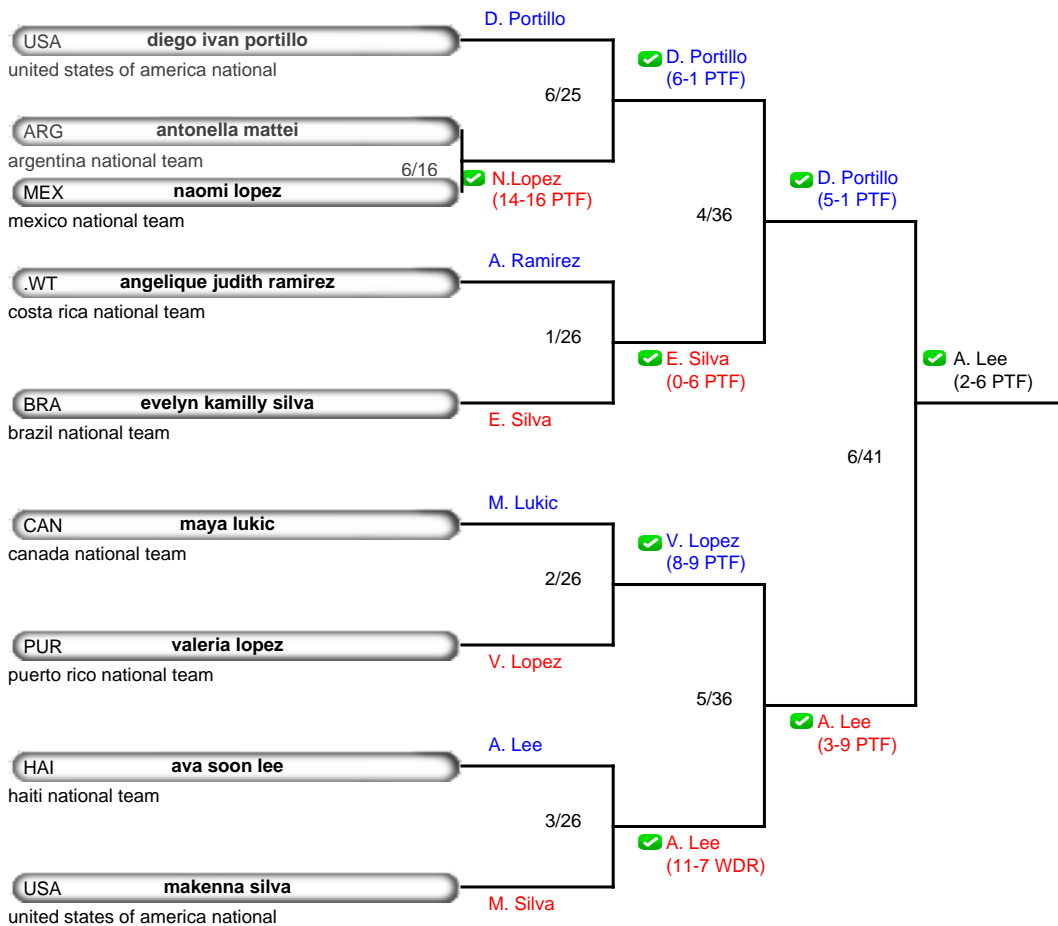 D. Portillo
USA diego ivan portillo
united states of america national
D. Portillo
(6-1 PTF)
6/25
ARG antonella mattei
argentina national team
6/16
MEX naomi lopez
N.Lopez
(14-16 PTF)
mexico national team
D. Portillo
(5-1 PTF)
4/36
A. Ramirez
.WT angelique judith ramirez
costa rica national team
1/26
E. Silva
(0-6 PTF)
A. Lee
(2-6 PTF)
BRA evelyn kamilly silva
E. Silva
brazil national team
6/41
M. Lukic
CAN maya lukic
canada national team
V. Lopez
(8-9 PTF)
2/26
PUR valeria lopez
V. Lopez
puerto rico national team
5/36
A. Lee
(3-9 PTF)
A. Lee
HAI ava soon lee
haiti national team
3/26
A. Lee
(11-7 WDR)
USA makenna silva
M. Silva
united states of america national